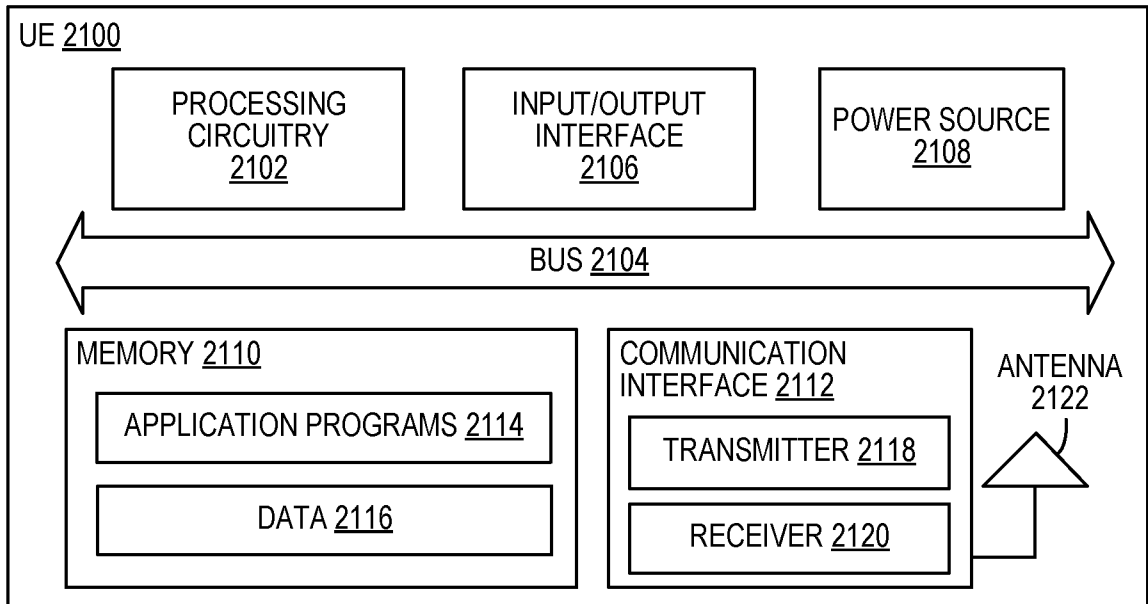 UE 2100
PROCESSING
CIRCUITRY
2102
INPUT/OUTPUT
INTERFACE
2106
POWER SOURCE
2108
BUS 2104
MEMORY 2110
APPLICATION PROGRAMS 2114
DATA 2116
COMMUNICATION
INTERFACE 2112
TRANSMITTER 2118
RECEIVER 2120
ANTENNA
2122